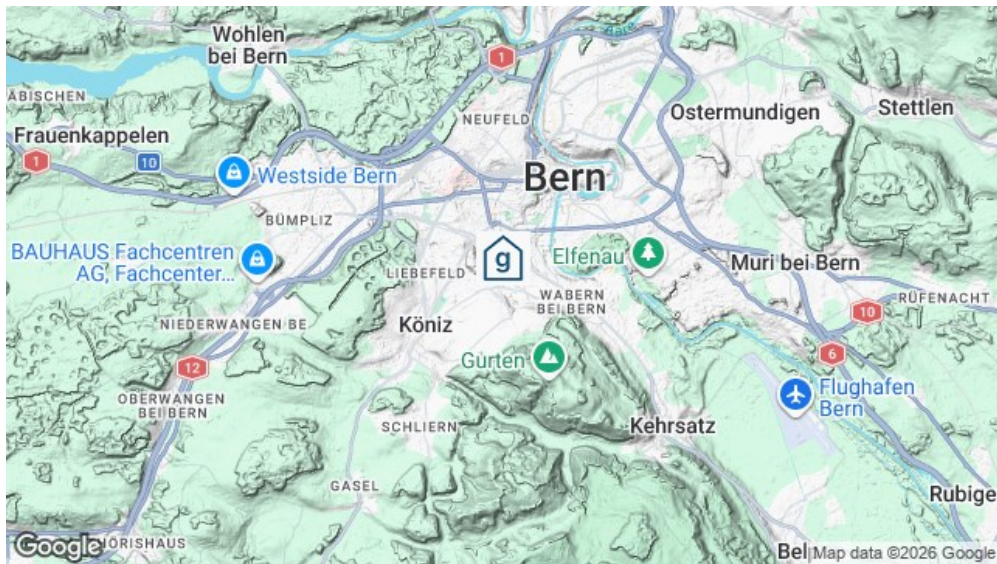 Wohlen
bei Bern
Aare
1
ÄBISCHEN
NEUFELD
Ostermundigen
Stettlen
Frauenkappelen
1
10
Westside Bern
Bern
BÜMPLIZ
BAUHAUS Fachcentren
AG, Fachcenter...
LIEBEFELD
g
Elfenau
Muri bei Bern
WABERN
BEI BERN
RÜFENACHT
10
NIEDERWANGEN BE
Köniz
6
12
Gurten
OBERWANGEN
BEI BERN
Flughafen
Bern
SCHLIERN
Kehrsatz
GASEL
Rubige
Google
HÖRISHAUS
Bel
Map data ©2026 Google